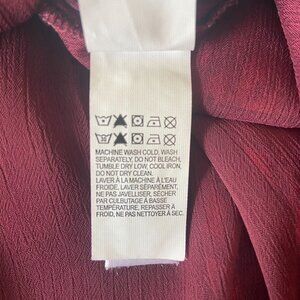 MACHINE WASH COLD, WASH
SEPARATELY, DO NOT BLEACH,
TUMBLE DRY LOW, COOL IRON,
DO NOT DRY CLEAN.
LAVER À LA MACHINE À L'EAU
FROIDE, LAVER SÉPARÉMENT,
NE PAS JAVELLISER, SÉCHER
PAR CULBUTAGE À BASSE
TEMPÉRATURE, REPASSER À
FROID, NE PAS NETTOYER À SEC.